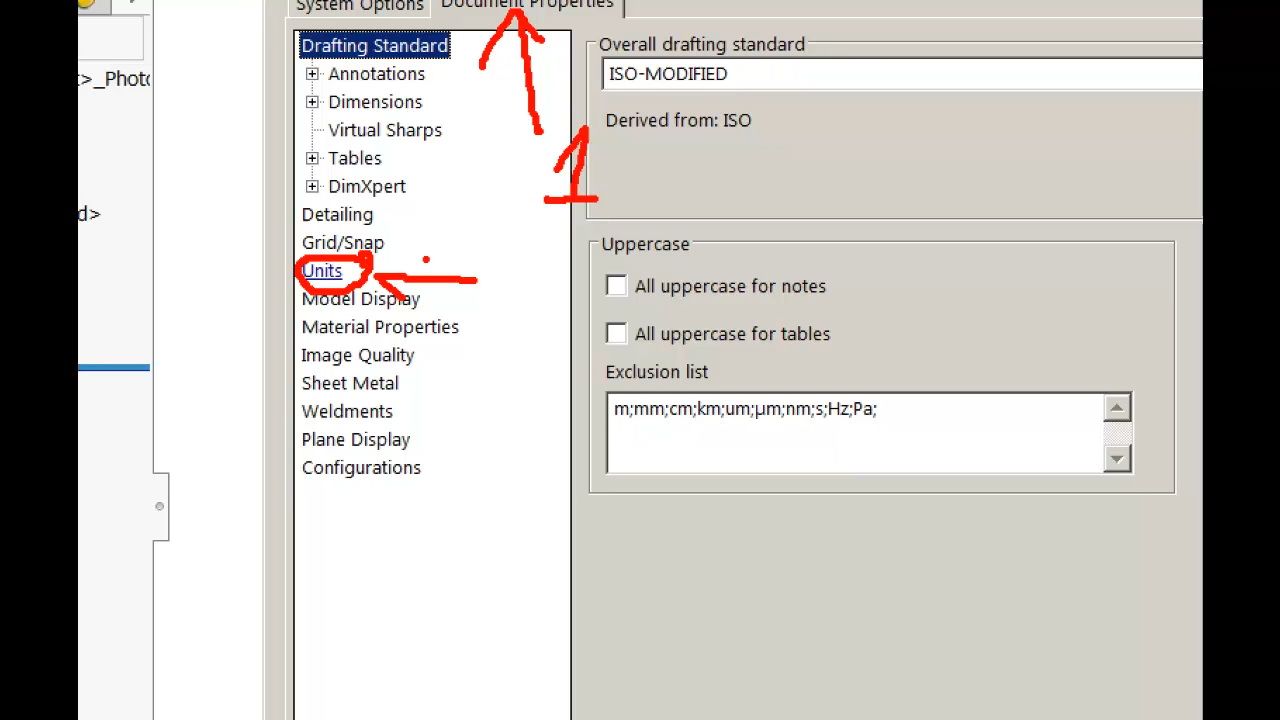 System Options
Document Properties
>_Photo
d>
Drafting Standard
Annotations
Dimensions
Virtual Sharps
Tables
DimXpert
Detailing
Grid/Snap
Units
Model Display
Material Properties
Image Quality
Sheet Metal
Weldments
Plane Display
Configurations
1
Overall drafting standard
ISO-MODIFIED
Derived from: ISO
Uppercase
All uppercase for notes
All uppercase for tables
Exclusion list
m;mm;cm;km;um;µm;nm;s;Hz;Pa;